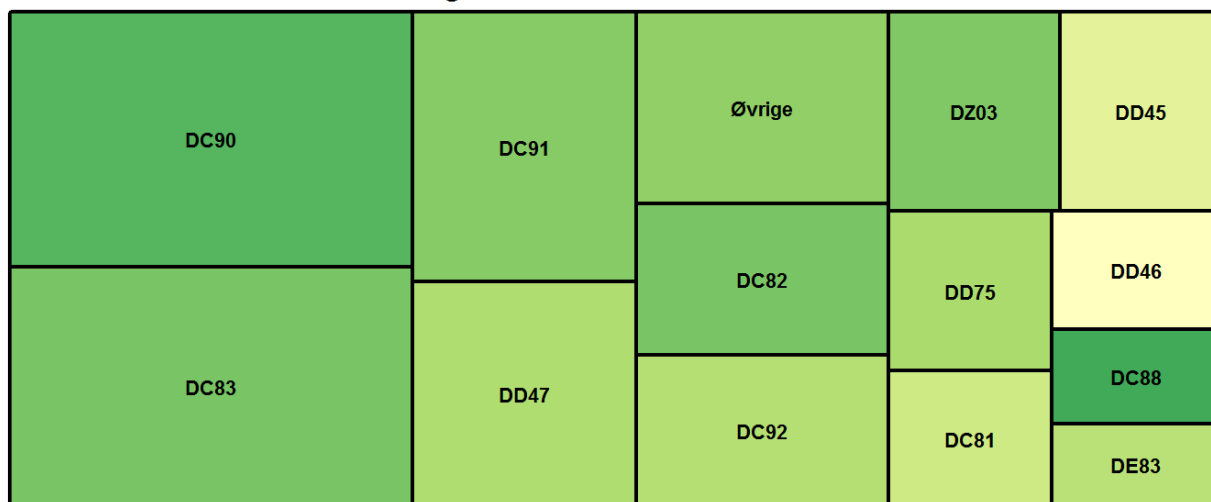 DC90
DC83
DC91
DD47
Øvrige
DC82
DC92
DZ03
DD45
DD75
DC81
DD46
DC88
DE83